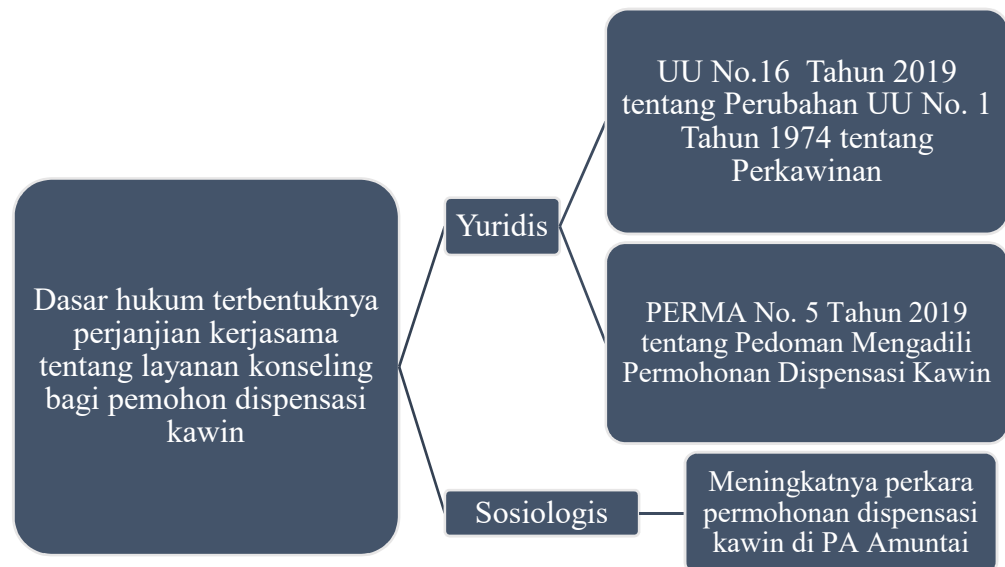 Dasar hukum terbentuknya
perjanjian kerjasama
tentang layanan konseling
bagi pemohon dispensasi
kawin
Yuridis
UU No.16 Tahun 2019
tentang Perubahan UU No. 1
Tahun 1974 tentang
Perkawinan
PERMA No. 5 Tahun 2019
tentang Pedoman Mengadili
Permohonan Dispensasi Kawin
Sosiologis
Meningkatnya perkara
permohonan dispensasi
kawin di PA Amuntai